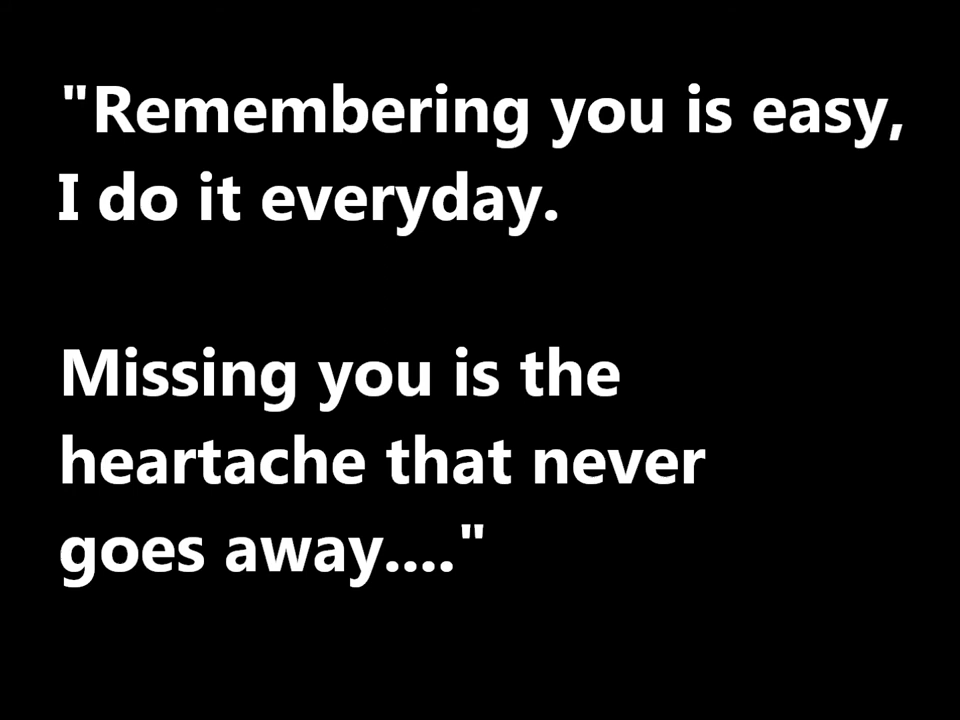 "Remembering you is easy,
I do it everyday.
Missing you is the
heartache that never
goes away...."